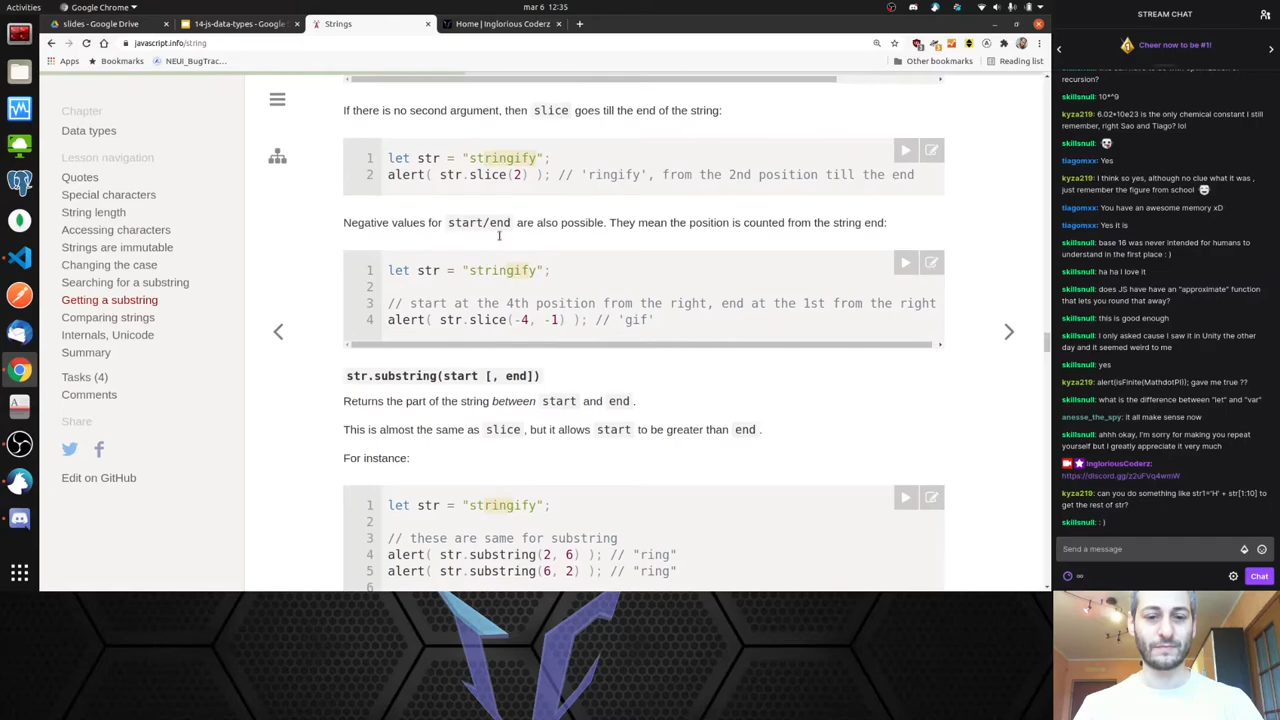 Activities
Google Chrome
mar 6 12:35
slides - Google Drive
14-js-data-types - Google S
Strings
Home | Inglorious Coderz
javascript.info/string
Apps
Bookmarks
NEUI_BugTrac…
Other bookmarks
Reading list
Chapter
Data types
Lesson navigation
Quotes
Special characters
String length
Accessing characters
Strings are immutable
Changing the case
Searching for a substring
Getting a substring
Comparing strings
Internals, Unicode
Summary
Tasks (4)
Comments
Share
Edit on GitHub
If there is no second argument, then slice goes till the end of the string:
1 let str = "stringify";
2 alert( str.slice(2) ); // 'ringify', from the 2nd position till the end
Negative values for start/end are also possible. They mean the position is counted from the string end:
1 let str = "stringify";
2
3 // start at the 4th position from the right, end at the 1st from the right
4 alert( str.slice(-4, -1) ); // 'gif'
str.substring(start [, end])
Returns the part of the string between start and end.
This is almost the same as slice, but it allows start to be greater than end.
For instance:
1 let str = "stringify";
2
3 // these are same for substring
4 alert( str.substring(2, 6) ); // "ring"
5 alert( str.substring(6, 2) ); // "ring"
6
STREAM CHAT
Cheer now to be #1!
recursion?
skillsnull: 10*^9
kyza219: 6.02*10e23 is the only chemical constant I still
remember, right Sao and Tiago? lol
skillsnull:
tiagomxx: Yes
kyza219: I think so yes, although no clue what it was ,
just remember the figure from school
tiagomxx: You have an awesome memory xD
tiagomxx: Yes it is
skillsnull: base 16 was never intended for humans to
understand in the first place : )
skillsnull: ha ha I love it
skillsnull: does JS have have an "approximate" function
that lets you round that away?
skillsnull: this is good enough
skillsnull: I only asked cause I saw it in Unity the other
day and it seemed weird to me
skillsnull: yes
kyza219: alert(isFinite(MathdotPI)); gave me true ??
skillsnull: what is the difference between "let" and "var"
anesse_the_spy: it all make sense now
skillsnull: ahhh okay, I'm sorry for making you repeat
yourself but I greatly appreciate it very much
IngloriousCoderz:
https://discord.gg/z2uFVq4wmW
kyza219: can you do something like str1='H' + str[1:10] to
get the rest of str?
skillsnull: : )
Send a message
Chat